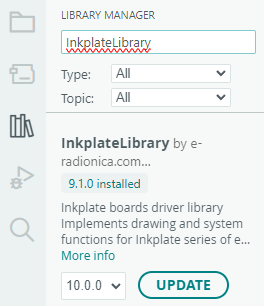 LIBRARY MANAGER
InkplateLibrary
Type: All
Topic: All
InkplateLibrary by e-
radionica.com...
9.1.0 installed
Inkplate boards driver library
Implements drawing and system
functions for Inkplate series of e...
More info
10.0.0 UPDATE